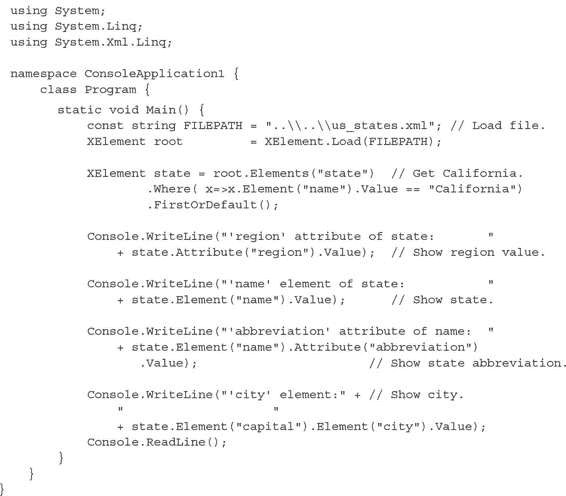 using System;
using System.Linq;
using System.Xml.Linq;
namespace ConsoleApplication1 {
    class Program {
      static void Main() {
          const string FILEPATH = "..\\..\\us_states.xml"; // Load file.
          XElement root         = XElement.Load(FILEPATH);
          XElement state = root.Elements("state")  // Get California.
                  .Where( x=>x.Element("name").Value == "California")
                  .FirstOrDefault();
          Console.WriteLine("'region' attribute of state:       "
              + state.Attribute("region").Value);  // Show region value.
          Console.WriteLine("'name' element of state:           "
              + state.Element("name").Value);      // Show state.
          Console.WriteLine("'abbreviation' attribute of name:  "
              + state.Element("name").Attribute("abbreviation")
                 .Value);                       // Show state abbreviation.
          Console.WriteLine("'city' element:" + // Show city.
              "                    "
              + state.Element("capital").Element("city").Value);
          Console.ReadLine();
      }
  }
}